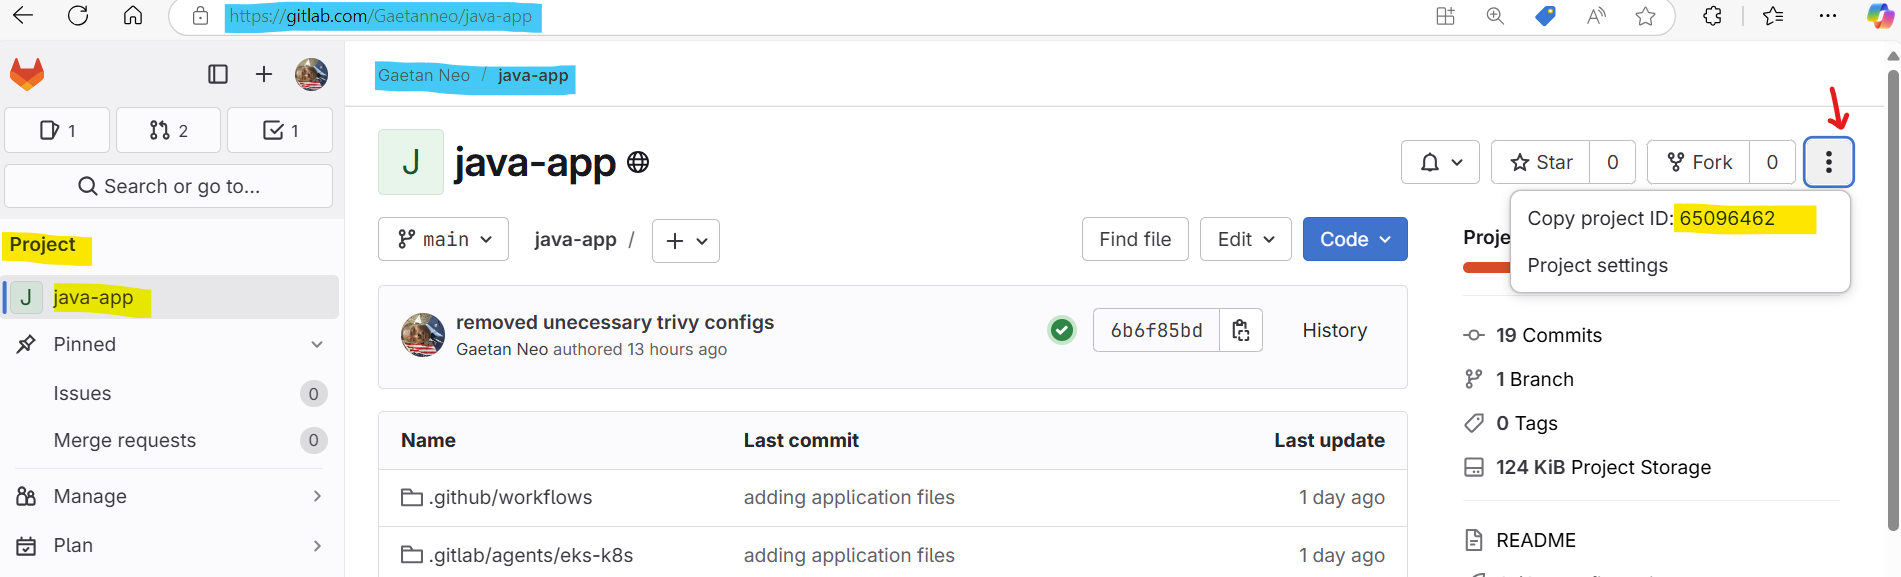 https://gitlab.com/Gaetanneo/java-app
Gaetan Neo / java-app
1
2
1
Search or go to...
Project
J java-app
Pinned
Issues 0
Merge requests 0
Manage
Plan
J java-app
Star 0
Fork 0
Copy project ID: 65096462
Project settings
main
java-app /
Find file
Edit
Code
removed unecessary trivy configs
Gaetan Neo authored 13 hours ago
6b6f85bd
History
Name Last commit Last update
.github/workflows adding application files 1 day ago
.gitlab/agents/eks-k8s adding application files 1 day ago
Proje
19 Commits
1 Branch
0 Tags
124 KiB Project Storage
README